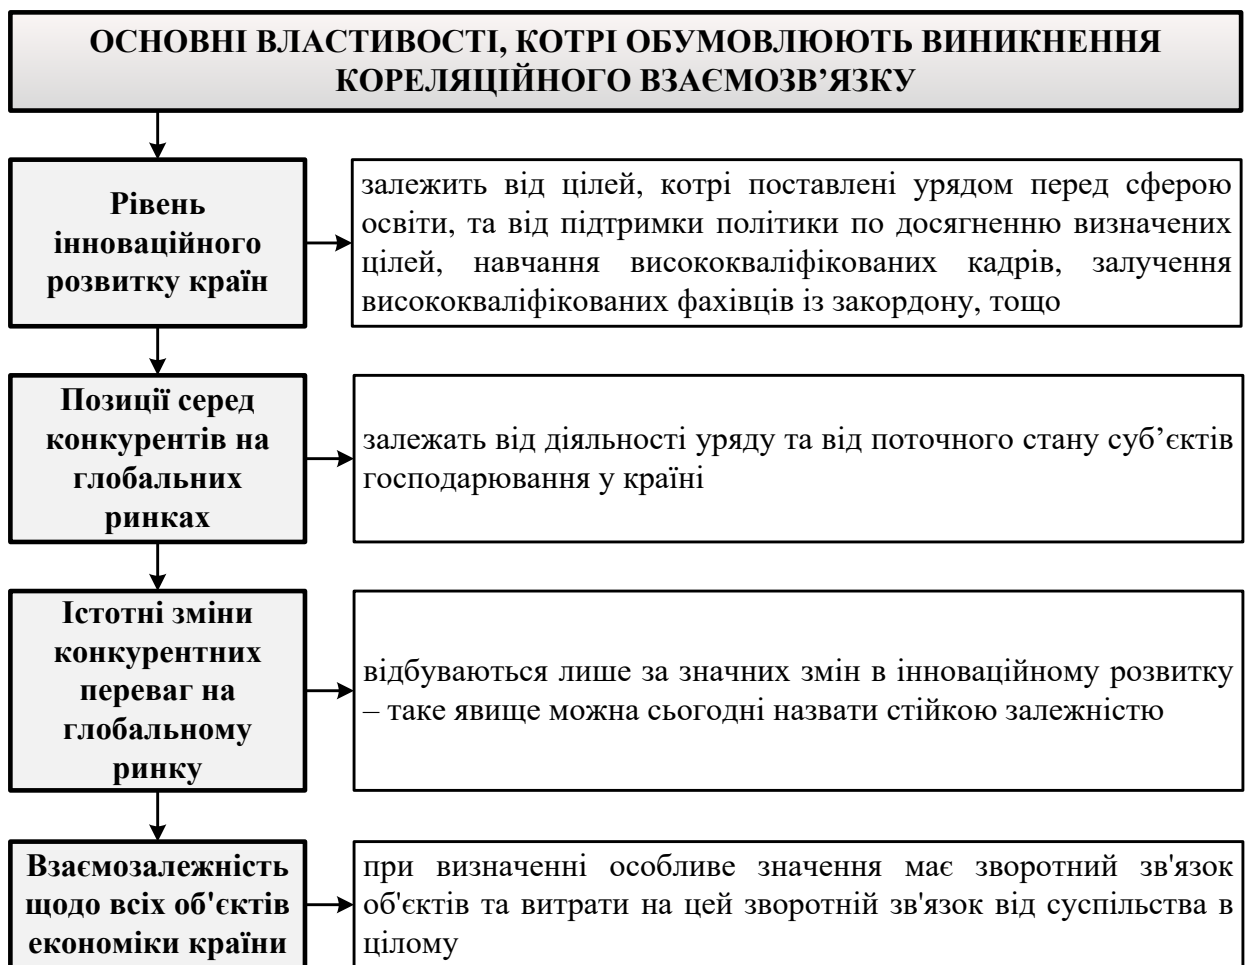 ОСНОВНІ ВЛАСТИВОСТІ, КОТРІ ОБУМОВЛЮЮТЬ ВИНИКНЕННЯ
КОРЕЛЯЦІЙНОГО ВЗАЄМОЗВ’ЯЗКУ
Рівень
інноваційного
розвитку країн
залежить від цілей, котрі поставлені урядом перед сферою
освіти, та від підтримки політики по досягненню визначених
цілей, навчання висококваліфікованих кадрів, залучення
висококваліфікованих фахівців із закордону, тощо
Позиції серед
конкурентів на
глобальних
ринках
залежать від діяльності уряду та від поточного стану суб’єктів
господарювання у країні
Істотні зміни
конкурентних
переваг на
глобальному
ринку
відбуваються лише за значних змін в інноваційному розвитку
– таке явище можна сьогодні назвати стійкою залежністю
Взаємозалежність
щодо всіх об'єктів
економіки країни
при визначенні особливе значення має зворотний зв'язок
об'єктів та витрати на цей зворотній зв'язок від суспільства в
цілому